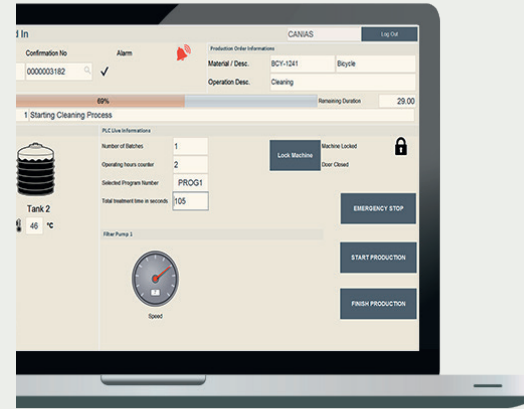 d In
CANIAS
Log Out
Confirmation No
Alarm
Production Order Informations
0000003182
Material / Desc.
BCY-1241
Bicycle
Operation Desc.
Cleaning
69%
Remaining Duration
29.00
1 Starting Cleaning Process
PLC Live Informations
Number of Batches
1
Operating hours counter
2
Selected Program Number
PROG1
Total treatment time in seconds
105
Lock Machine
Machine Locked
Door Closed
Tank 2
46 °C
EMERGENCY STOP
Filter Pump 1
START PRODUCTION
FINISH PRODUCTION
Speed